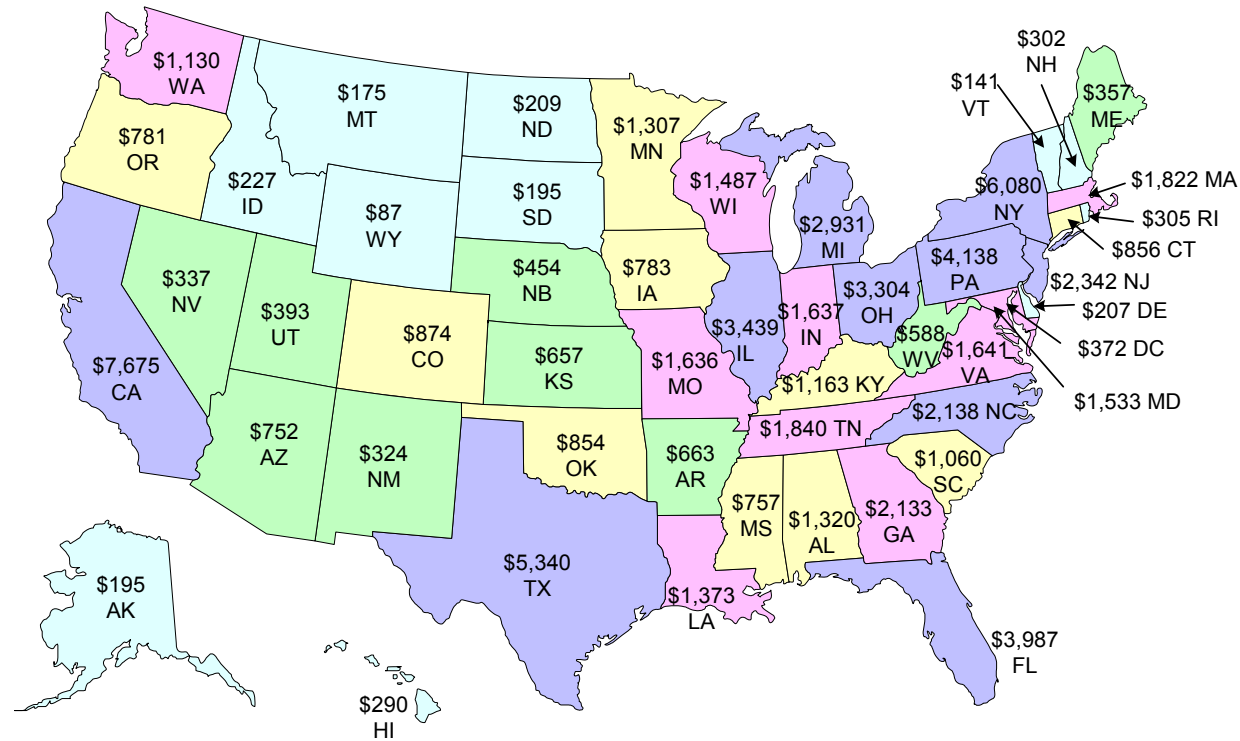 $302
NH
$141
VT
$1,130
WA
$175
MT
$209
ND
$357
ME
$781
OR
$1,307
MN
$227
ID
$195
SD
$1,487
WI
$6,080
NY
$1,822 MA
$305 RI
$87
WY
$2,931
MI
$856 CT
$337
NV
$393
UT
$454
NB
$783
IA
$4,138
PA
$2,342 NJ
$3,304
OH
$207 DE
$874
CO
$1,637
IN
$3,439
IL
$588
WV
$1,641
VA
$372 DC
$7,675
CA
$657
KS
$1,636
MO
$1,163 KY
$1,533 MD
$2,138 NC
$752
AZ
$324
NM
$854
OK
$663
AR
$1,840 TN
$1,060
SC
$757
MS
$1,320
AL
$2,133
GA
$5,340
TX
$1,373
LA
$195
AK
$3,987
FL
$290
HI